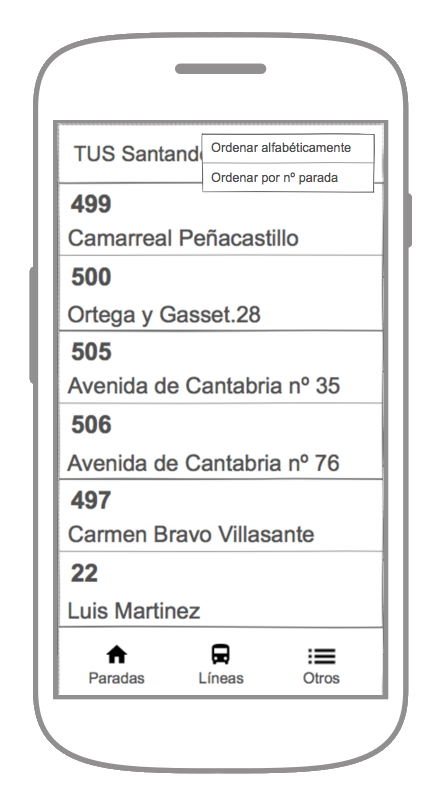 TUS Santand
Ordenar alfabéticamente
Ordenar por nº parada
499
Camarreal Peñacastillo
500
Ortega y Gasset.28
505
Avenida de Cantabria nº 35
506
Avenida de Cantabria nº 76
497
Carmen Bravo Villasante
22
Luis Martinez
Paradas Líneas Otros